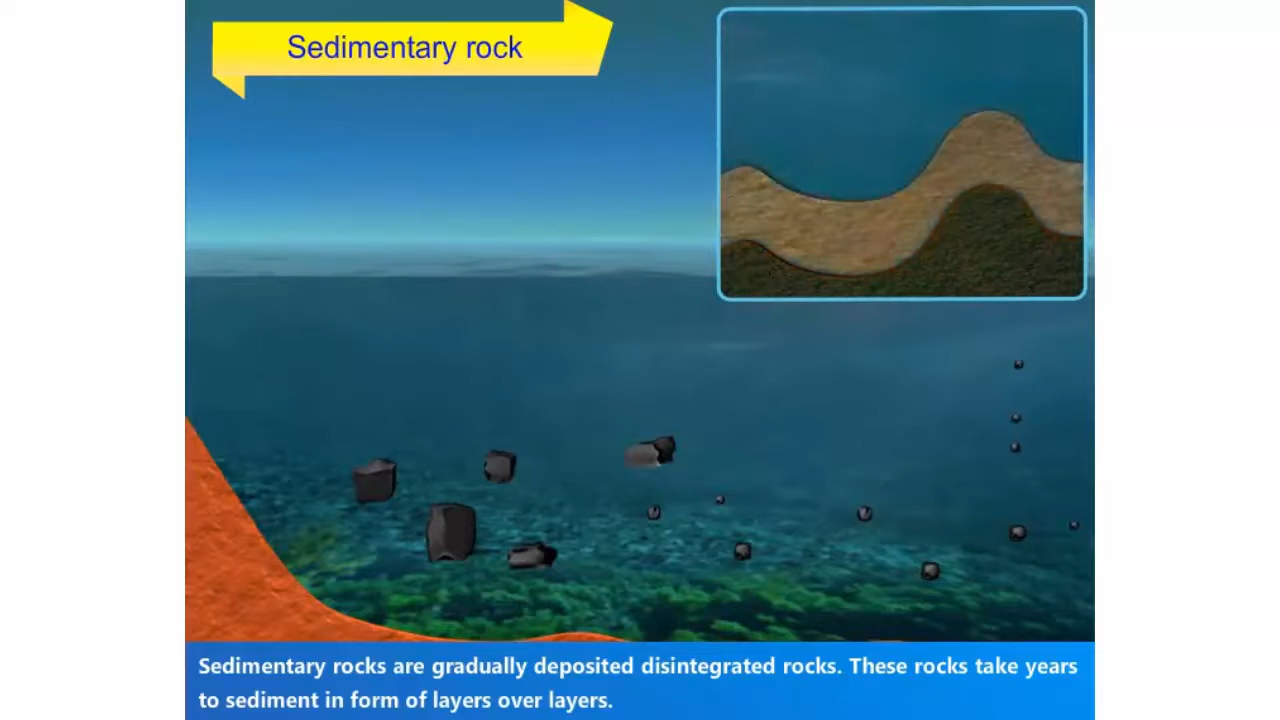 Sedimentary rock
Sedimentary rocks are gradually deposited disintegrated rocks. These rocks take years
to sediment in form of layers over layers.